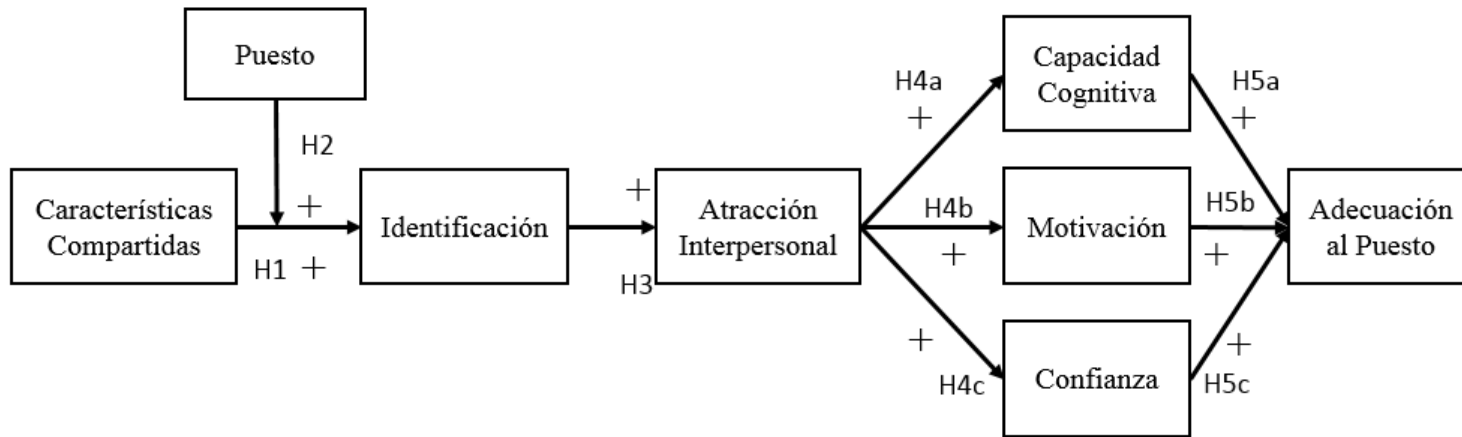 Puesto
H2
Características
Compartidas
+
H1 +
Identificación
+
H3
Atracción
Interpersonal
H4a
+
H4b
+
+
H4c
Capacidad
Cognitiva
Motivación
Confianza
H5a
+
H5b
+
+
H5c
Adecuación
al Puesto